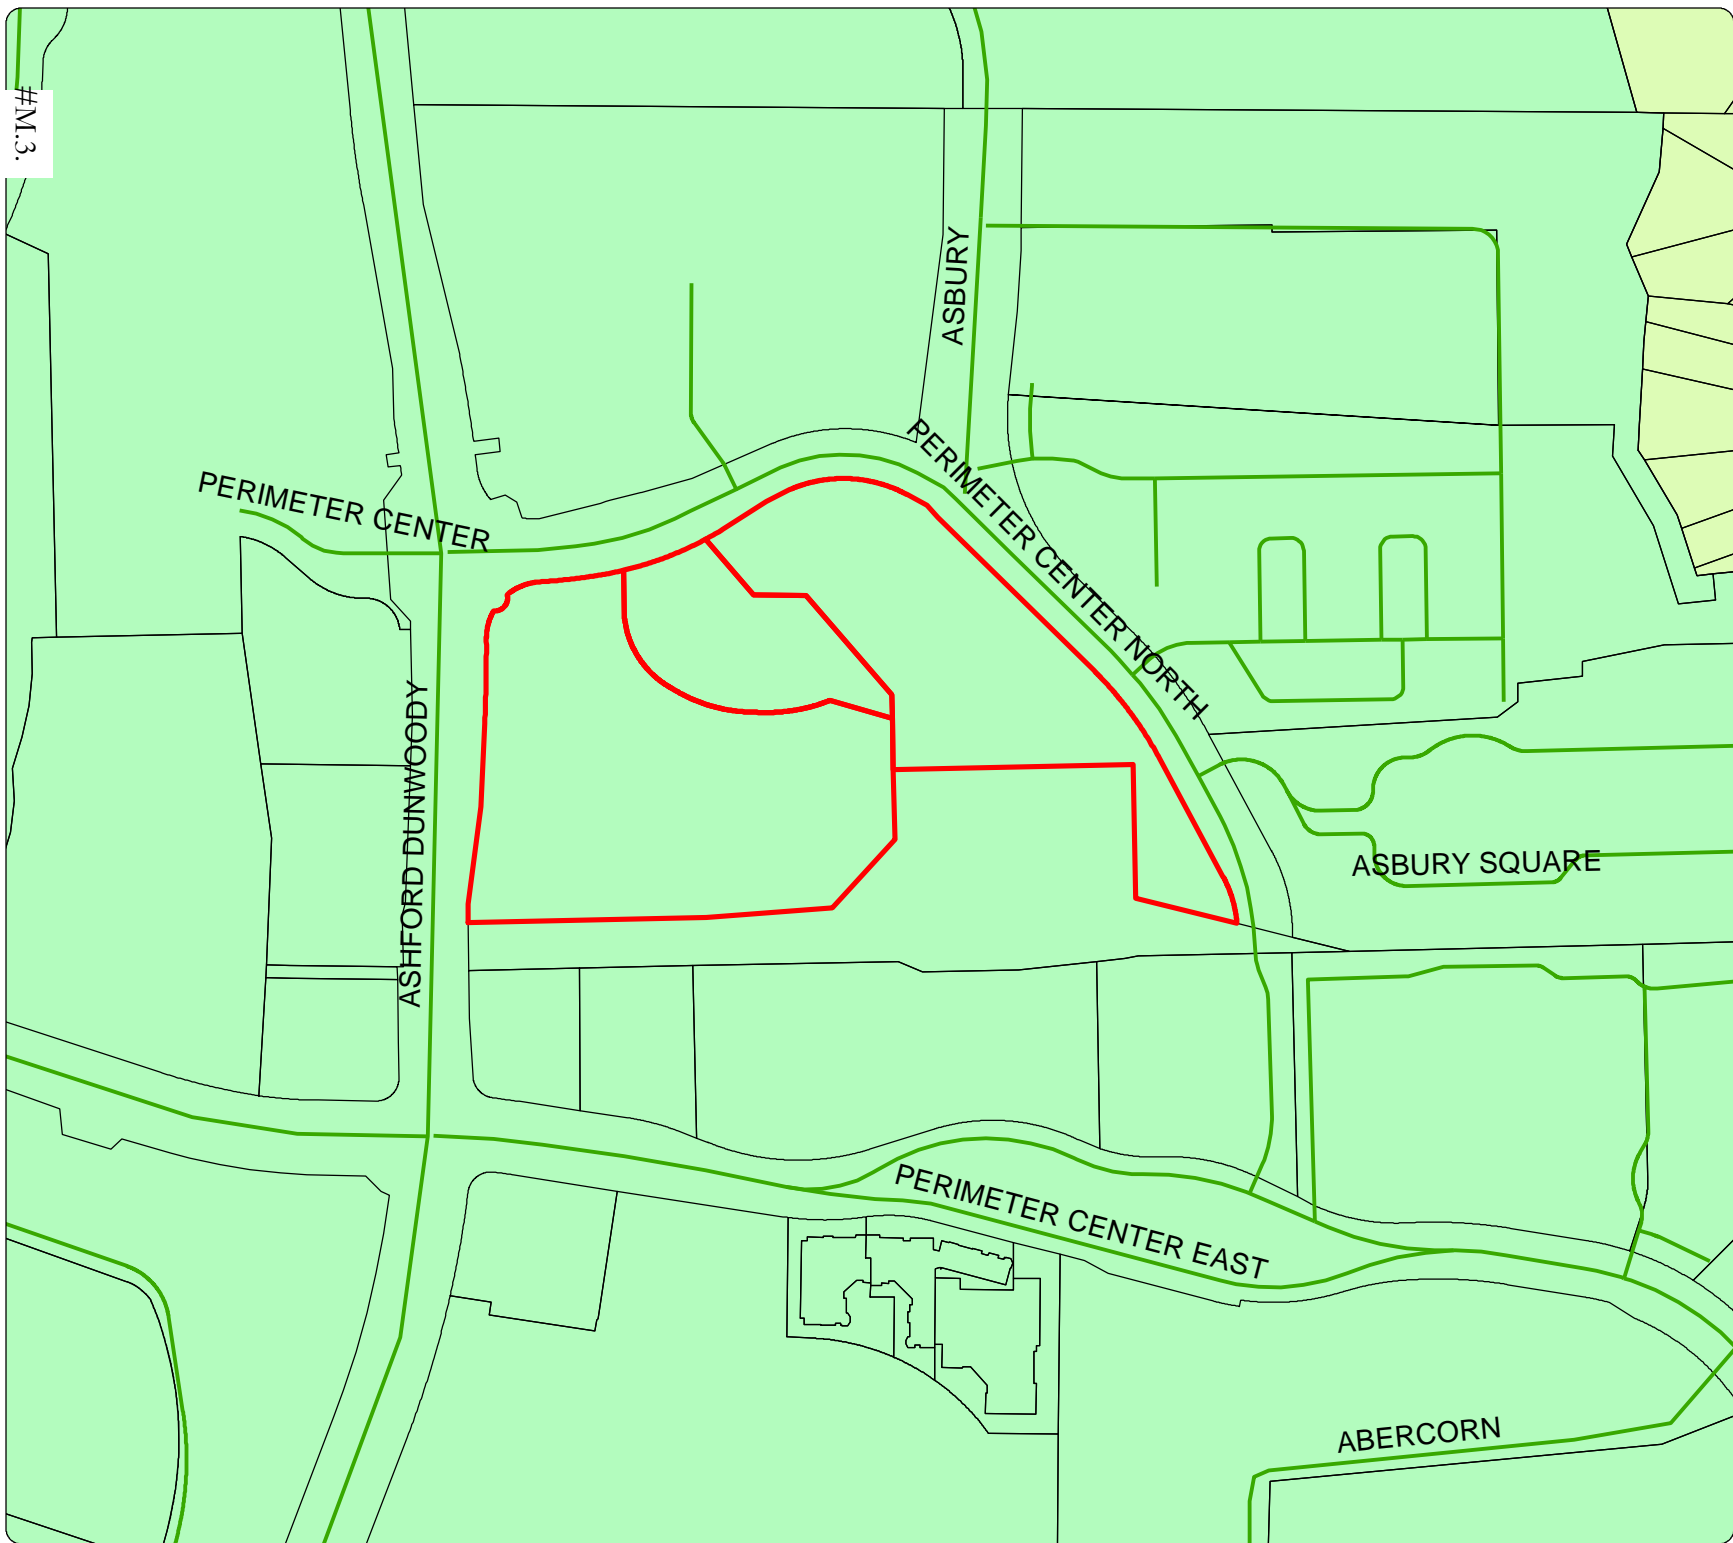 #M.3.
ASBURY
PERIMETER CENTER
PERIMETER CENTER NORTH
ASHFORD DUNWOODY
ASBURY SQUARE
PERIMETER CENTER EAST
ABERCORN